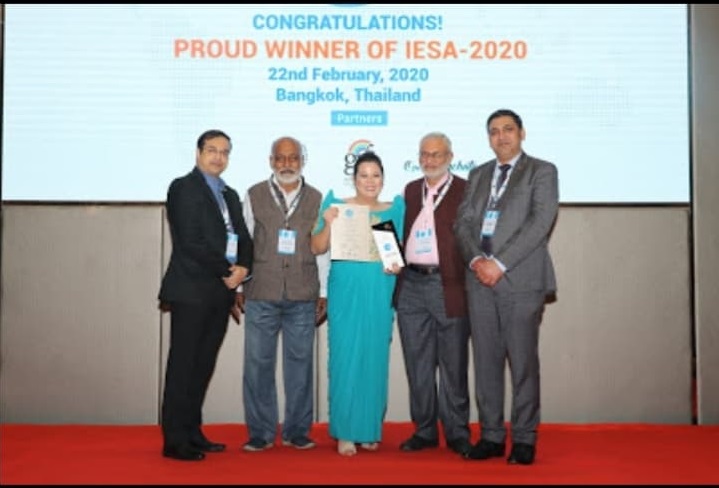 CONGRATULATIONS!
PROUD WINNER OF IESA-2020
22nd February, 2020
Bangkok, Thailand
Partners